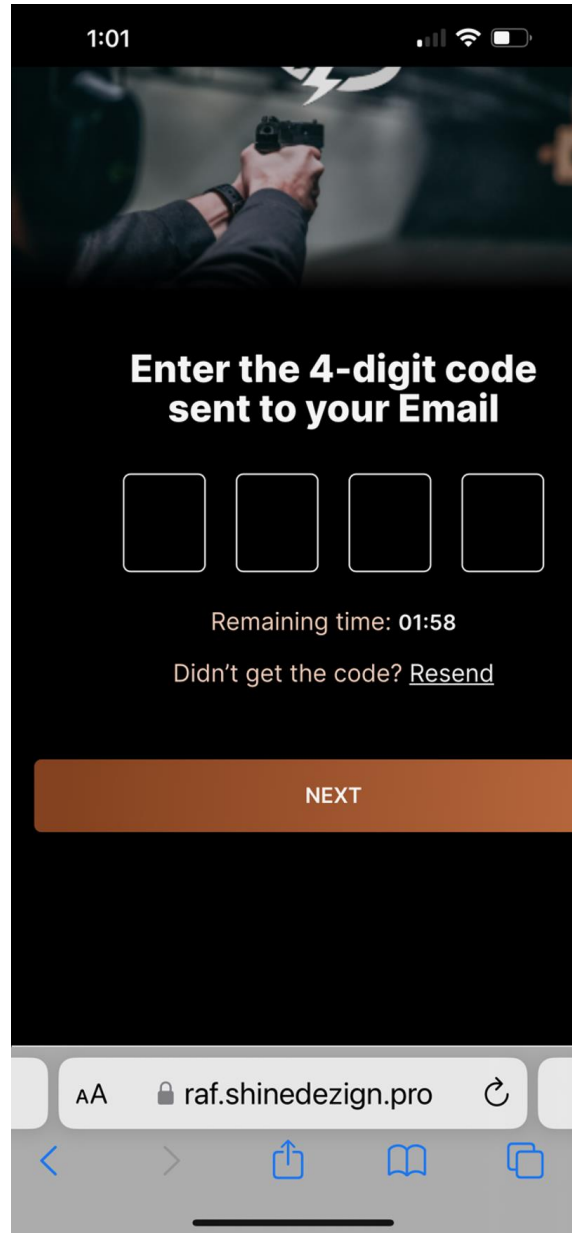 1:01
Enter the 4-digit code
sent to your Email
Remaining time: 01:58
Didn’t get the code? Resend
NEXT
AA
raf.shinedezign.pro